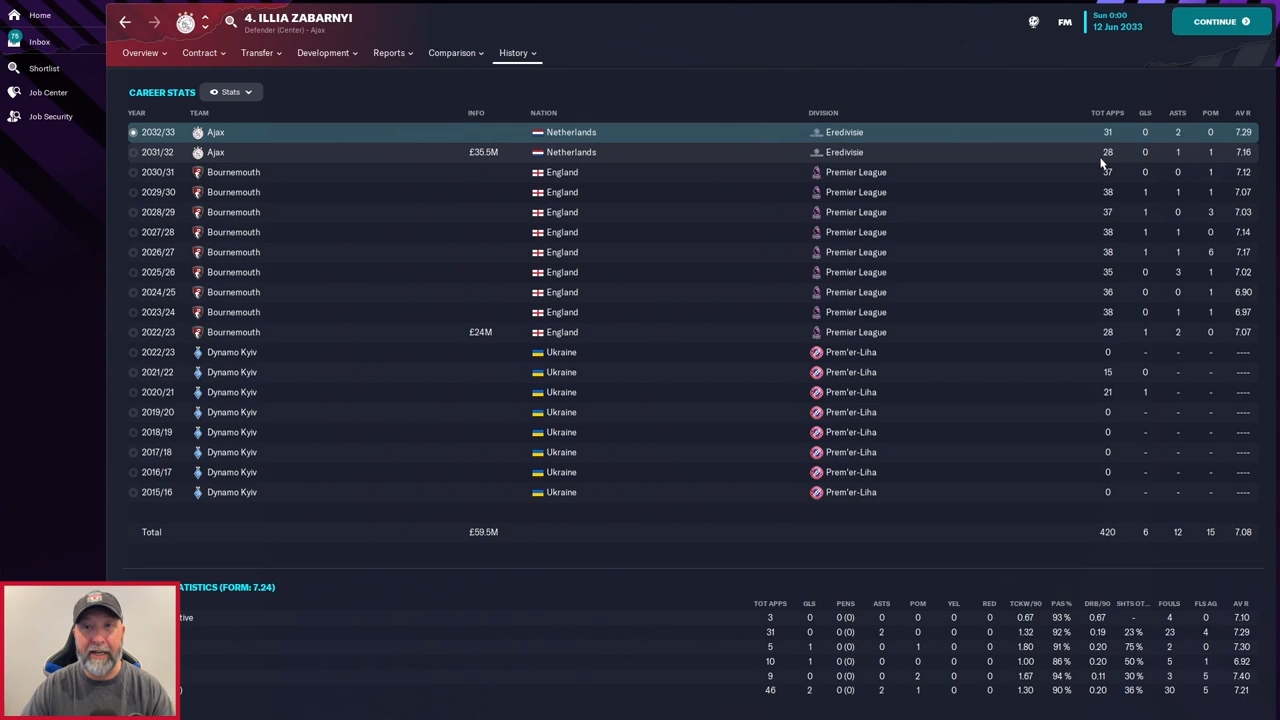 Home
75
Inbox
Shortlist
Job Center
Job Security
4. ILLIA ZABARNYI
Defender (Center) - Ajax
FM
Sun 0:00
12 Jun 2033
CONTINUE
Overview Contract Transfer Development Reports Comparison History
CAREER STATS Stats
YEAR TEAM INFO NATION DIVISION TOT APPS GLS ASTS POM AV R
2032/33 Ajax Netherlands Eredivisie 31 0 2 0 7.29
2031/32 Ajax £35.5M Netherlands Eredivisie 28 0 1 1 7.16
2030/31 Bournemouth England Premier League 37 0 0 1 7.12
2029/30 Bournemouth England Premier League 38 1 1 1 7.07
2028/29 Bournemouth England Premier League 37 1 0 3 7.03
2027/28 Bournemouth England Premier League 38 1 1 0 7.14
2026/27 Bournemouth England Premier League 38 1 1 6 7.17
2025/26 Bournemouth England Premier League 35 0 3 1 7.02
2024/25 Bournemouth England Premier League 36 0 0 1 6.90
2023/24 Bournemouth England Premier League 38 0 1 1 6.97
2022/23 Bournemouth £24M England Premier League 28 1 2 0 7.07
2022/23 Dynamo Kyiv Ukraine Prem'er-Liha 0 - - - ----
2021/22 Dynamo Kyiv Ukraine Prem'er-Liha 15 0 - - ----
2020/21 Dynamo Kyiv Ukraine Prem'er-Liha 21 1 - - ----
2019/20 Dynamo Kyiv Ukraine Prem'er-Liha 0 - - - ----
2018/19 Dynamo Kyiv Ukraine Prem'er-Liha 0 - - - ----
2017/18 Dynamo Kyiv Ukraine Prem'er-Liha 0 - - - ----
2016/17 Dynamo Kyiv Ukraine Prem'er-Liha 0 - - - ----
2015/16 Dynamo Kyiv Ukraine Prem'er-Liha 0 - - - ----
Total £59.5M 420 6 12 15 7.08
ATISTICS (FORM: 7.24)
TOT APPS GLS PENS ASTS POM YEL RED TCKW/90 PAS % DRB/90 SHTS OT... FOULS FLS AG AV R
tive 3 0 0 (0) 0 0 0 0 0.67 93 % 0.67 - 4 0 7.10
31 0 0 (0) 2 0 0 0 1.32 92 % 0.19 23 % 23 4 7.29
5 1 0 (0) 0 1 0 0 1.80 91 % 0.20 75 % 2 0 7.30
10 1 0 (0) 0 0 0 0 1.00 86 % 0.20 50 % 5 1 6.92
9 0 0 (0) 0 2 0 0 1.67 94 % 0.11 30 % 3 5 7.40
) 46 2 0 (0) 2 1 0 0 1.30 90 % 0.20 36 % 30 5 7.21